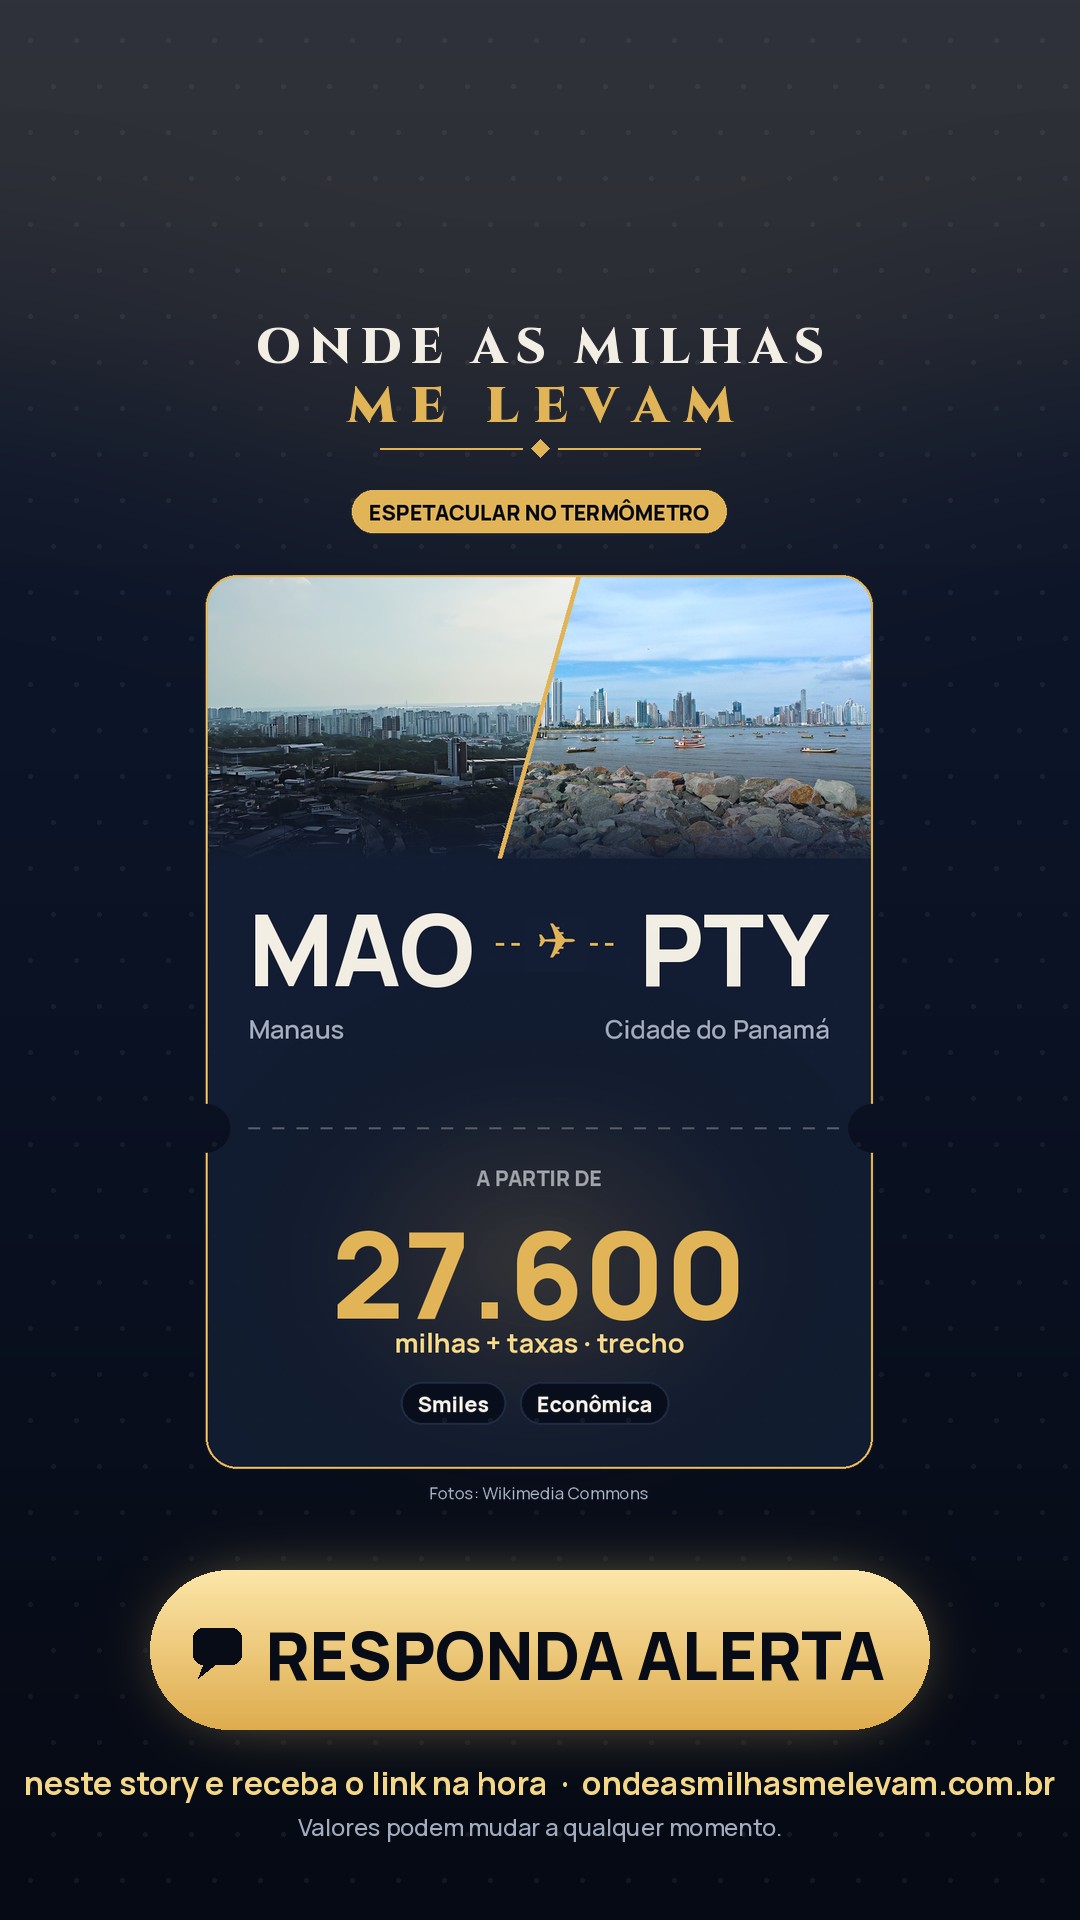 ONDE AS MILHAS
ME LEVAM
ESPETACULAR NO TERMÔMETRO
MAO -- ✈ -- PTY
Manaus Cidade do Panamá
A PARTIR DE
27.600
milhas + taxas · trecho
Smiles Econômica
Fotos: Wikimedia Commons
RESPONDA ALERTA
neste story e receba o link na hora · ondeasmilhasmelevam.com.br
Valores podem mudar a qualquer momento.